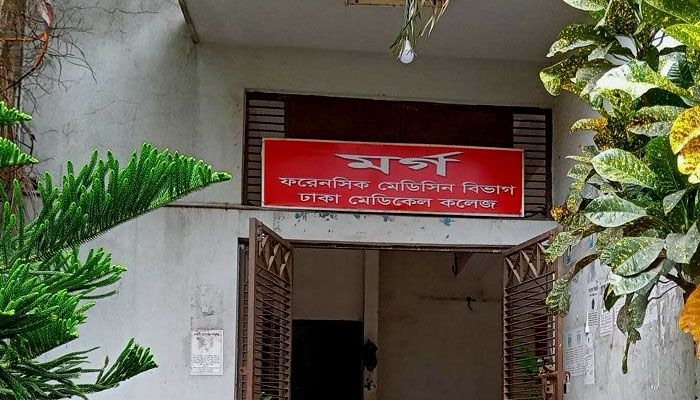 মর্গ
ফরেনসিক মেডিসিন বিভাগ
ঢাকা মেডিকেল কলেজ